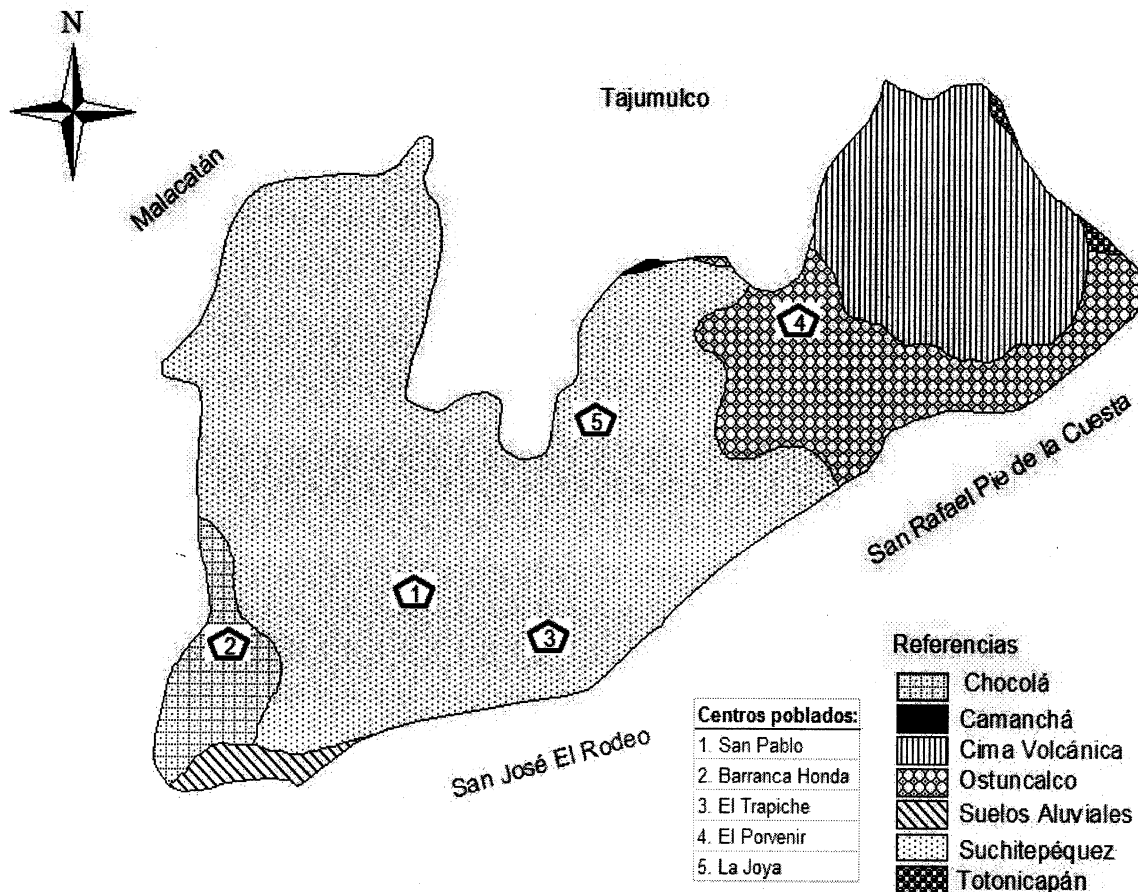 N
Tajumulco
Malacatán
4
5
San Rafael Pie de la Cuesta
1
2
3
San José El Rodeo
Centros poblados:
1. San Pablo
2. Barranca Honda
3. El Trapiche
4. El Porvenir
5. La Joya
Referencias
Chocolá
Camanchá
Cima Volcánica
Ostuncalco
Suelos Aluviales
Suchitepéquez
Totonicapán